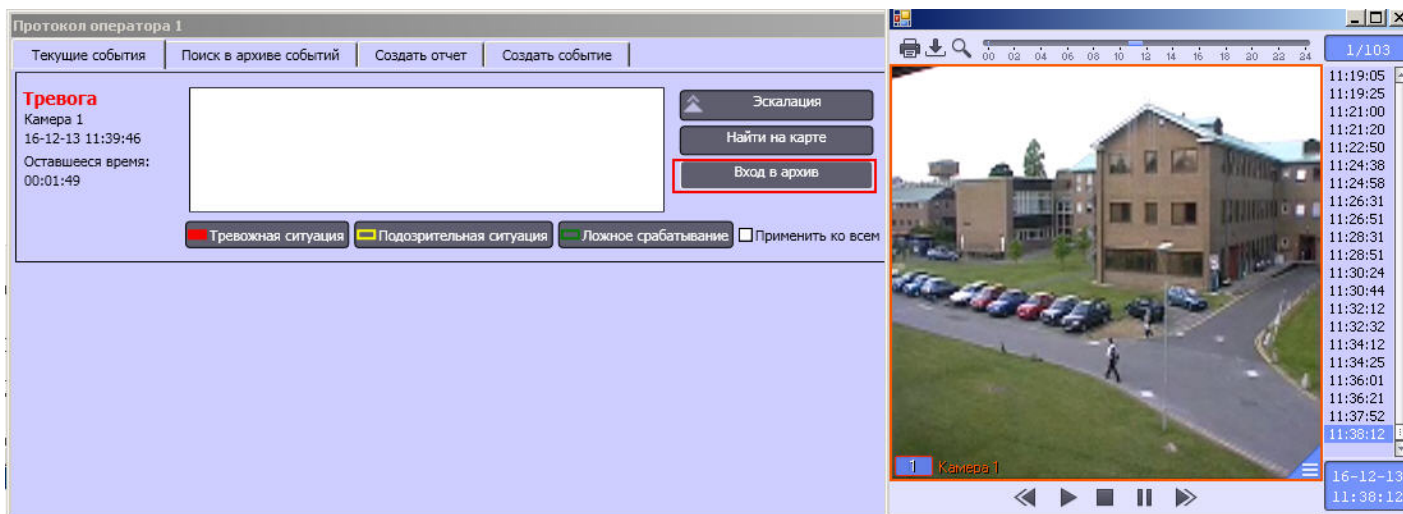 Протокол оператора 1
Текущие события
Поиск в архиве событий
Создать отчет
Создать событие
Тревога
Камера 1
16-12-13 11:39:46
Оставшееся время:
00:01:49
Эскалация
Найти на карте
Вход в архив
Тревожная ситуация
Подозрительная ситуация
Ложное срабатывание
Применить ко всем
00 02 04 06 08 10 12 14 16 18 20 22 24
1/103
11:19:05
11:19:25
11:21:00
11:21:20
11:22:50
11:24:38
11:24:58
11:26:31
11:26:51
11:28:31
11:28:51
11:30:24
11:30:44
11:32:12
11:32:32
11:34:12
11:34:25
11:36:01
11:36:21
11:37:52
11:38:12
1 Камера 1
16-12-13
11:38:12